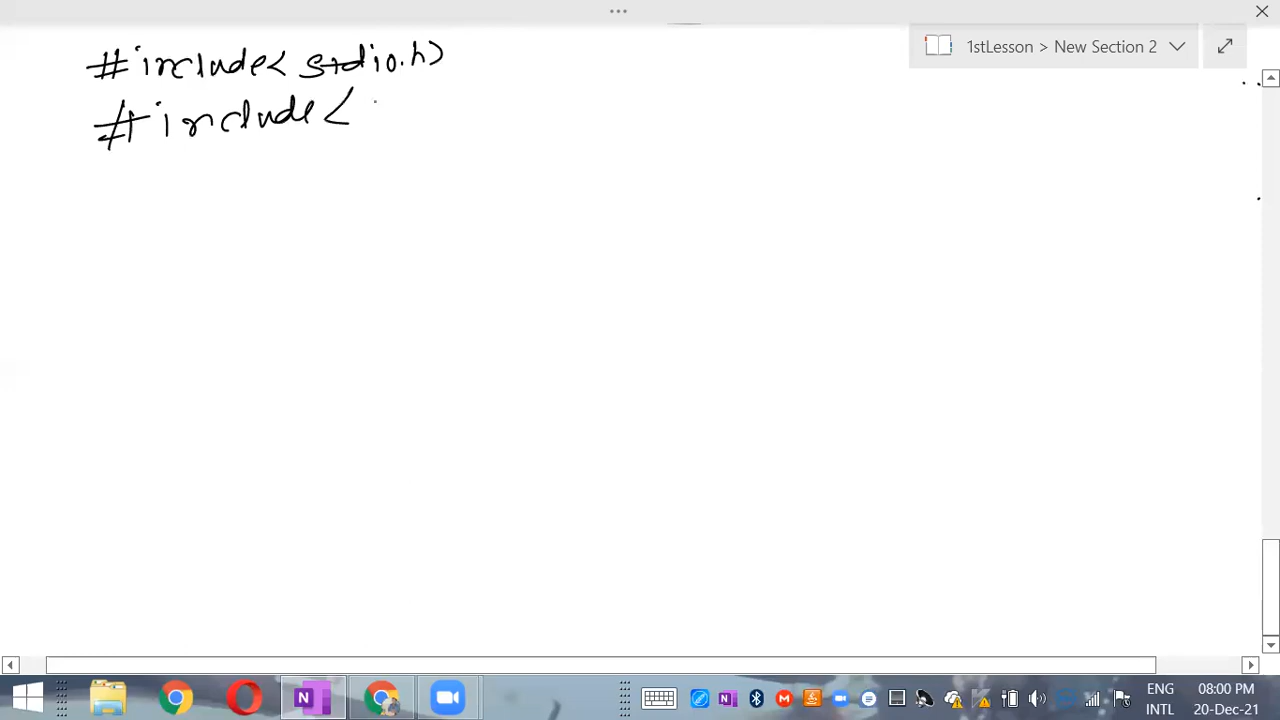 1stLesson > New Section 2
#include< stdio.h>
#include<
ENG
INTL
08:00 PM
20-Dec-21